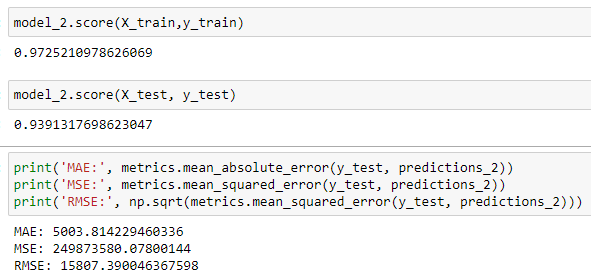 model_2.score(X_train,y_train)
0.9725210978626069
model_2.score(X_test, y_test)
0.9391317698623047
print('MAE:', metrics.mean_absolute_error(y_test, predictions_2))
print('MSE:', metrics.mean_squared_error(y_test, predictions_2))
print('RMSE:', np.sqrt(metrics.mean_squared_error(y_test, predictions_2)))
MAE: 5003.814229460336
MSE: 249873580.07800144
RMSE: 15807.390046367598